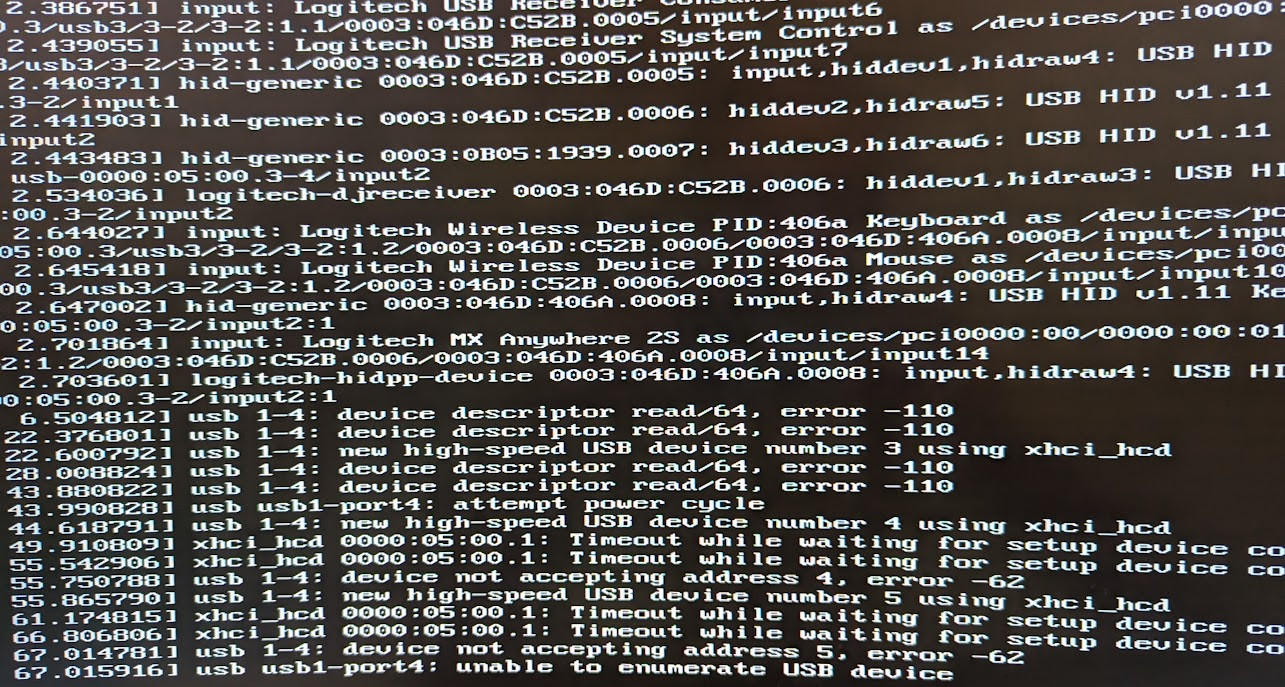 2.386751] input: Logitech USB Receiver Consumer
0.3/usb3/3-2/3-2:1.1/0003:046D:C52B.0005/input/input6
2.439055] input: Logitech USB Receiver System Control as /devices/pci0000:
3/usb3/3-2/3-2:1.1/0003:046D:C52B.0005/input/input7
2.440371] hid-generic 0003:046D:C52B.0005: input,hiddev1,hidraw4: USB HID
.3-2/input1
2.441903] hid-generic 0003:046D:C52B.0006: hiddev2,hidraw5: USB HID v1.11
input2
2.443483] hid-generic 0003:0B05:1939.0007: hiddev3,hidraw6: USB HID v1.11
usb-0000:05:00.3-4/input2
2.534036] logitech-djreceiver 0003:046D:C52B.0006: hiddev1,hidraw3: USB HI
:00.3-2/input2
2.644027] input: Logitech Wireless Device PID:406a Keyboard as /devices/pc
05:00.3/usb3/3-2/3-2:1.2/0003:046D:C52B.0006/0003:046D:406A.0008/input/inpu
2.645418] input: Logitech Wireless Device PID:406a Mouse as /devices/pci00
00.3/usb3/3-2/3-2:1.2/0003:046D:C52B.0006/0003:046D:406A.0008/input/input10
2.647002] hid-generic 0003:046D:406A.0008: input,hidraw4: USB HID v1.11 Ke
0:05:00.3-2/input2:1
2.701864] input: Logitech MX Anywhere 2S as /devices/pci0000:00/0000:00:01
2:1.2/0003:046D:C52B.0006/0003:046D:406A.0008/input/input14
2.703601] logitech-hidpp-device 0003:046D:406A.0008: input,hidraw4: USB HI
0:05:00.3-2/input2:1
6.504812] usb 1-4: device descriptor read/64, error -110
22.376801] usb 1-4: device descriptor read/64, error -110
22.600792] usb 1-4: new high-speed USB device number 3 using xhci_hcd
28.008824] usb 1-4: device descriptor read/64, error -110
43.880822] usb 1-4: device descriptor read/64, error -110
43.990828] usb usb1-port4: attempt power cycle
44.618791] usb 1-4: new high-speed USB device number 4 using xhci_hcd
49.910809] xhci_hcd 0000:05:00.1: Timeout while waiting for setup device co
55.542906] xhci_hcd 0000:05:00.1: Timeout while waiting for setup device co
55.750788] usb 1-4: device not accepting address 4, error -62
55.865790] usb 1-4: new high-speed USB device number 5 using xhci_hcd
61.174815] xhci_hcd 0000:05:00.1: Timeout while waiting for setup device co
66.806806] xhci_hcd 0000:05:00.1: Timeout while waiting for setup device co
67.014781] usb 1-4: device not accepting address 5, error -62
67.015916] usb usb1-port4: unable to enumerate USB device